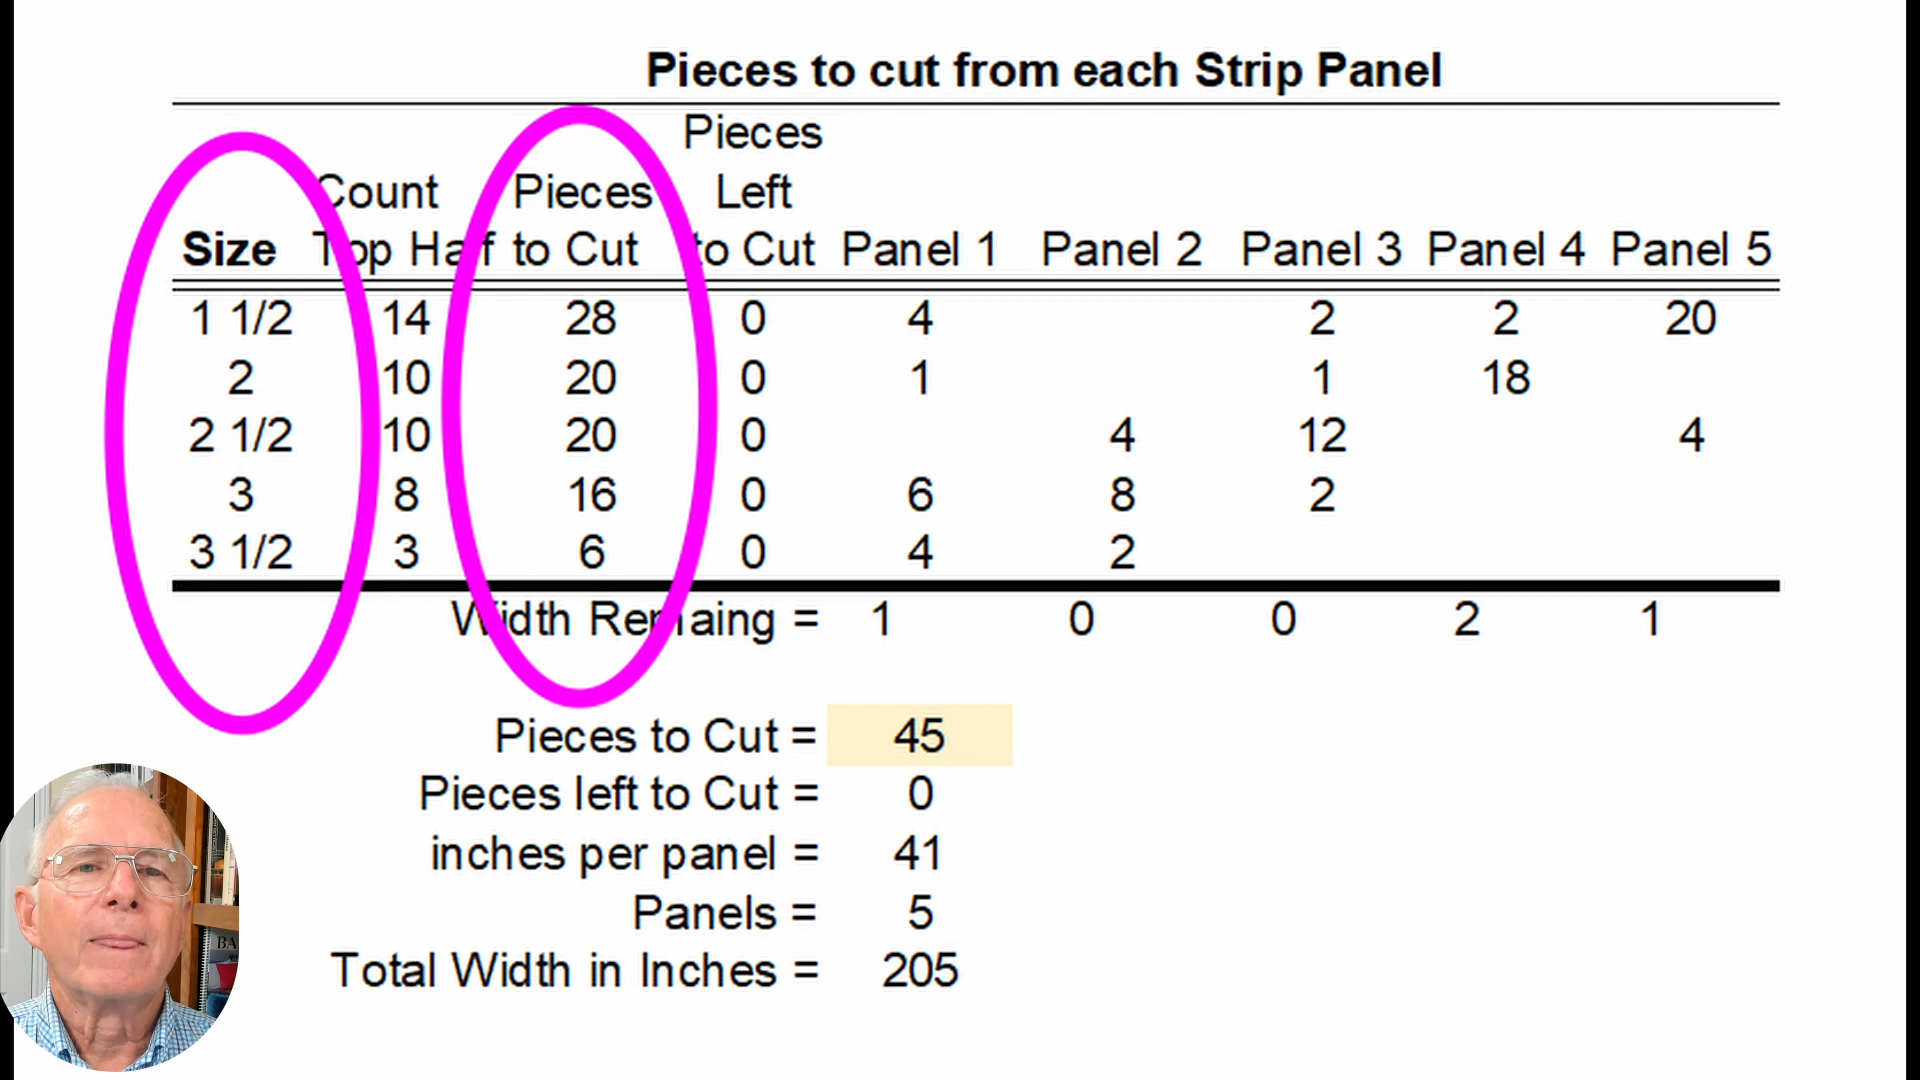 Pieces to cut from each Strip Panel
Pieces
Count Pieces Left
Size Top Half to Cut to Cut Panel 1 Panel 2 Panel 3 Panel 4 Panel 5
1 1/2 14 28 0 4 2 2 20
2 10 20 0 1 1 18
2 1/2 10 20 0 4 12 4
3 8 16 0 6 8 2
3 1/2 3 6 0 4 2
Width Remaing = 1 0 0 2 1
Pieces to Cut = 45
Pieces left to Cut = 0
inches per panel = 41
Panels = 5
Total Width in Inches = 205
BA